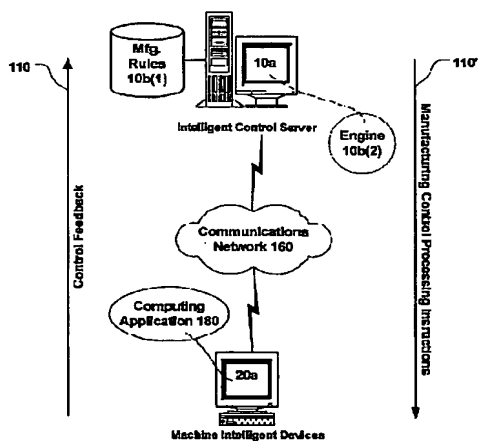 Mfg.
Rules
10b(1)
10a
110
110'
Intelligent Control Server
Engine
10b(2)
Control Feedback
Manufacturing Control Processing Instructions
Communications
Network 160
Computing
Application 180
20a
Machine Intelligent Devices